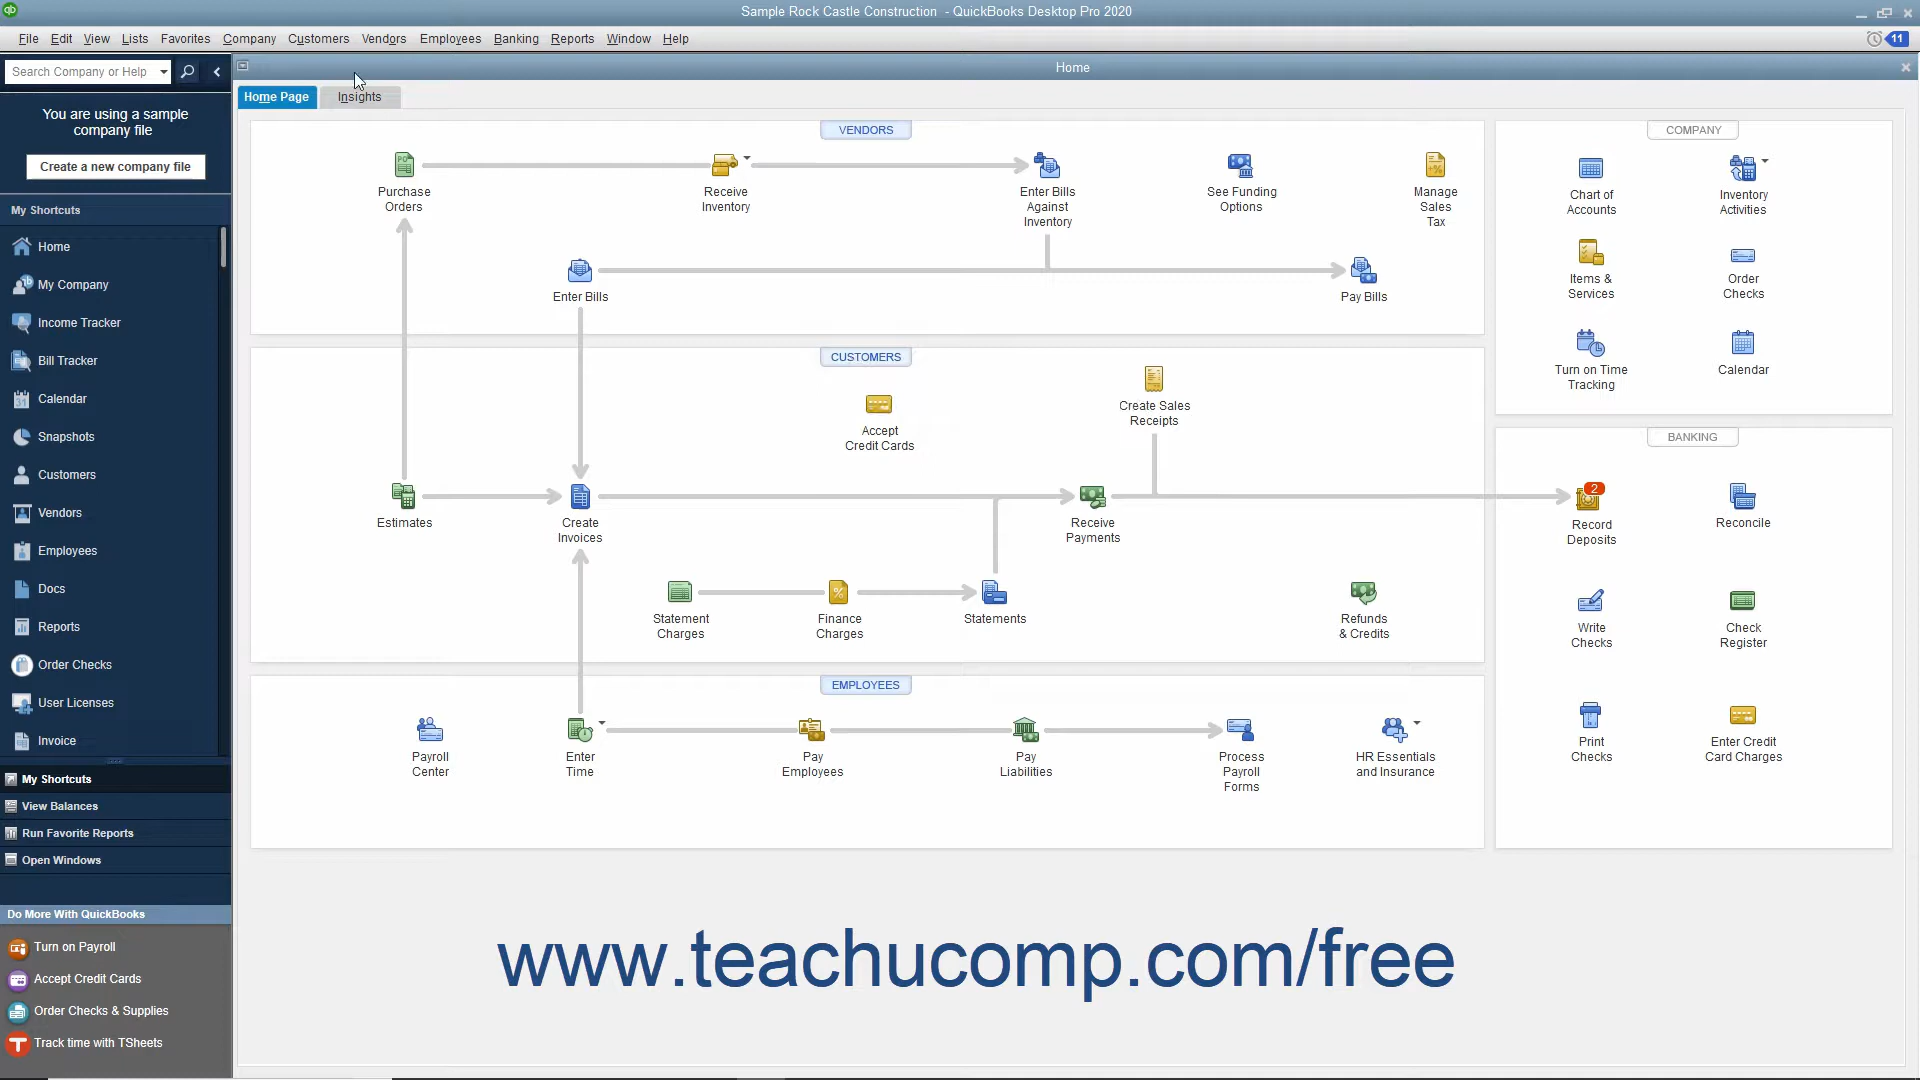 Sample Rock Castle Construction - QuickBooks Desktop Pro 2020
File Edit View Lists Favorites Company Customers Vendors Employees Banking Reports Window Help
11
Search Company or Help
Home
Home Page
Insights
You are using a sample
company file
Create a new company file
My Shortcuts
Home
My Company
Income Tracker
Bill Tracker
Calendar
Snapshots
Customers
Vendors
Employees
Docs
Reports
Order Checks
User Licenses
Invoice
My Shortcuts
View Balances
Run Favorite Reports
Open Windows
Do More With QuickBooks
Turn on Payroll
Accept Credit Cards
Order Checks & Supplies
Track time with TSheets
VENDORS
Purchase
Orders
Receive
Inventory
Enter Bills
Against
Inventory
See Funding
Options
Manage
Sales
Tax
Enter Bills
Pay Bills
CUSTOMERS
Accept
Credit Cards
Create Sales
Receipts
Estimates
Create
Invoices
Receive
Payments
Statement
Charges
Finance
Charges
Statements
Refunds
& Credits
EMPLOYEES
Payroll
Center
Enter
Time
Pay
Employees
Pay
Liabilities
Process
Payroll
Forms
HR Essentials
and Insurance
COMPANY
Chart of
Accounts
Inventory
Activities
Items &
Services
Order
Checks
Turn on Time
Tracking
Calendar
BANKING
2
Record
Deposits
Reconcile
Write
Checks
Check
Register
Print
Checks
Enter Credit
Card Charges
www.teachucomp.com/free